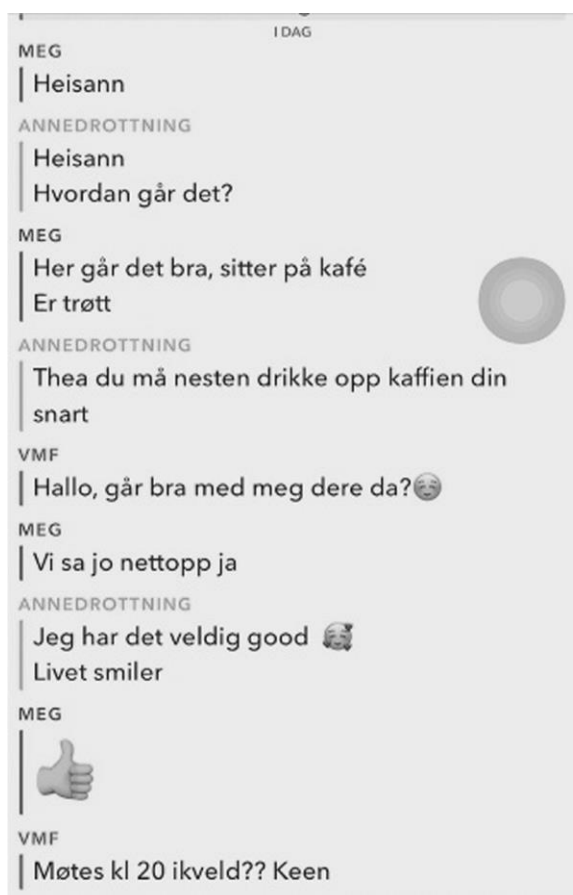 I DAG
MEG
Heisann
ANNEDROTTNING
Heisann
Hvordan går det?
MEG
Her går det bra, sitter på kafé
Er trøtt
ANNEDROTTNING
Thea du må nesten drikke opp kaffien din
snart
VMF
Hallo, går bra med meg dere da?😊
MEG
Vi sa jo nettopp ja
ANNEDROTTNING
Jeg har det veldig good 🥰
Livet smiler
MEG
👍
VMF
Møtes kl 20 ikveld?? Keen